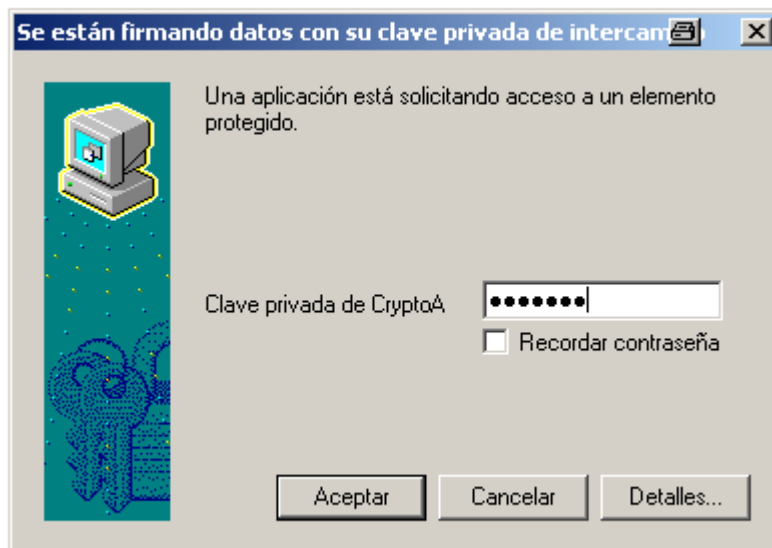 Se están firmando datos con su clave privada de intercam o
Una aplicación está solicitando acceso a un elemento
protegido.
Clave privada de CryptoA
•••••••
Recordar contraseña
Aceptar
Cancelar
Detalles...